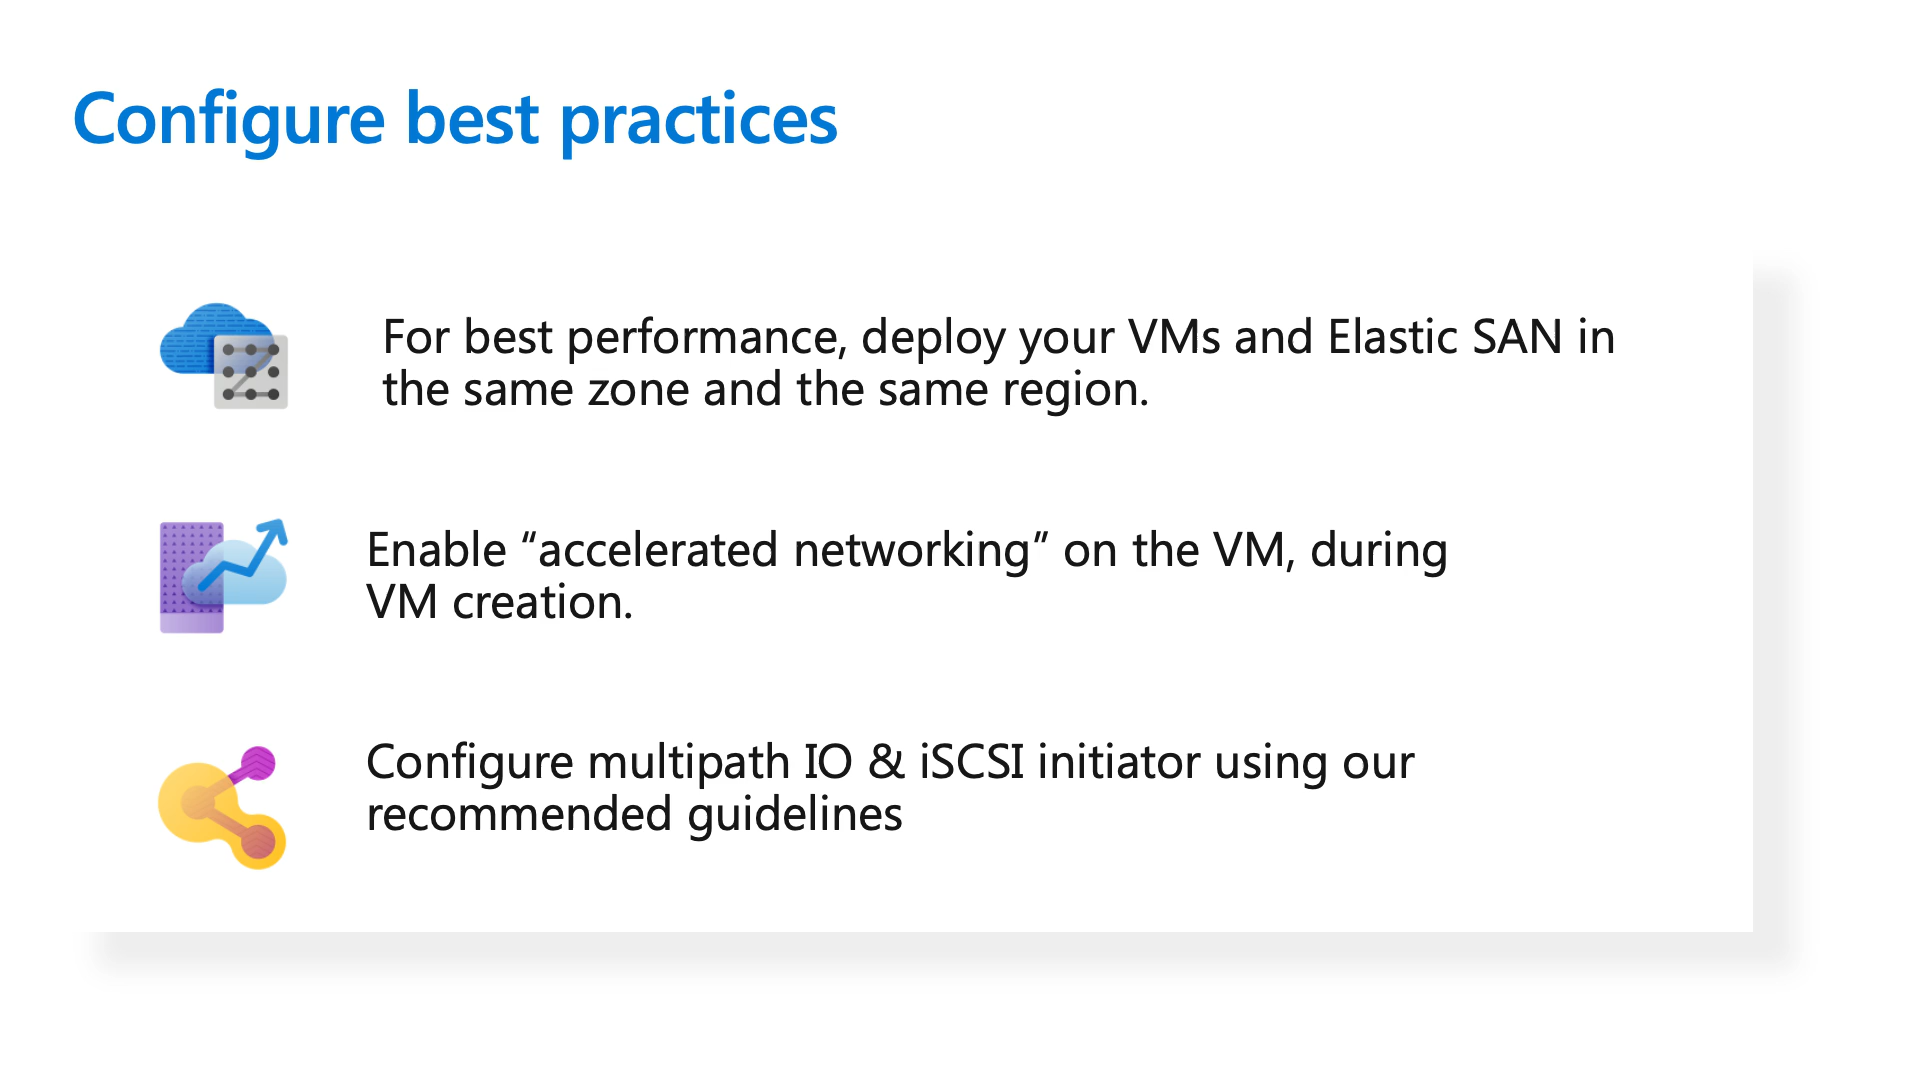 Configure best practices
For best performance, deploy your VMs and Elastic SAN in
the same zone and the same region.
Enable “accelerated networking” on the VM, during
VM creation.
Configure multipath IO & iSCSI initiator using our
recommended guidelines